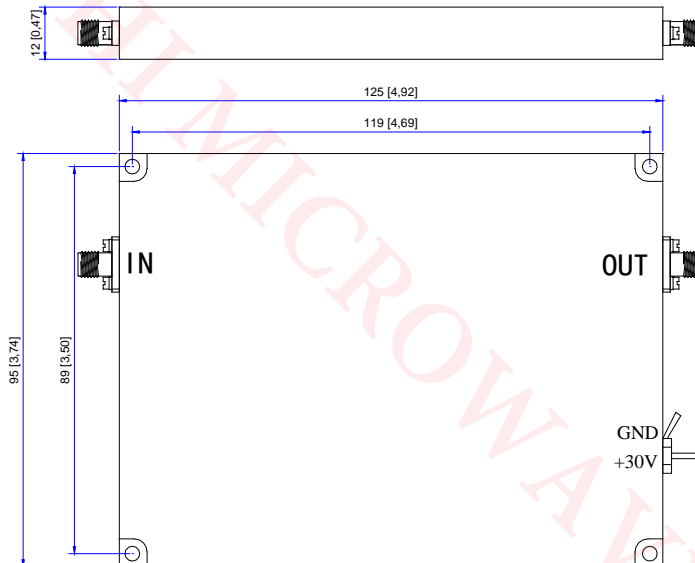 12 [0,47]
125 [4,92]
119 [4,69]
IN
OUT
95 [3,74]
89 [3,50]
GND
+30V
HI MICROWAV